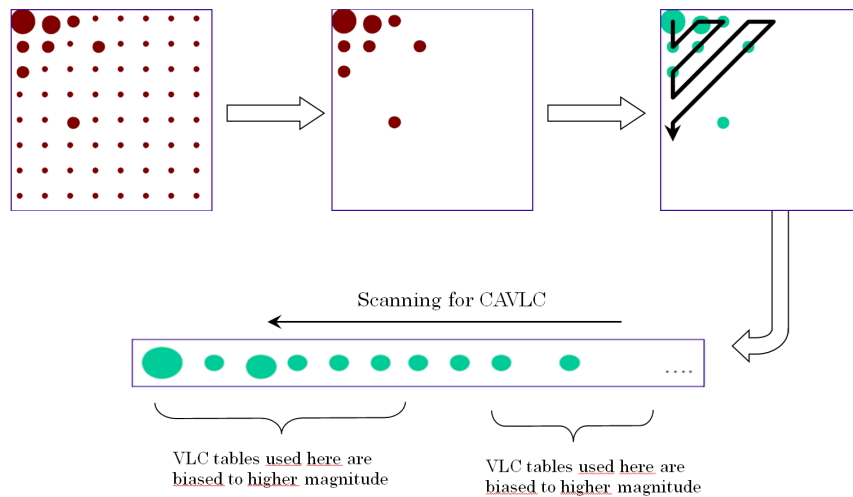 Scanning for CAVLC
....
VLC tables used here are
biased to higher magnitude
VLC tables used here are
biased to higher magnitude